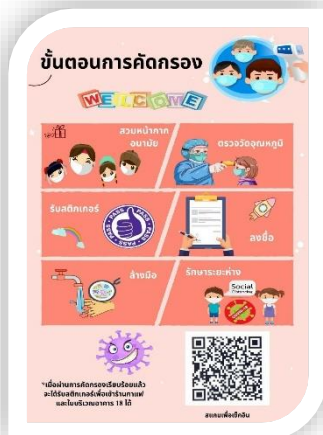 ขั้นตอนการคัดกรอง
WELCOME
สวมหน้ากาก
อนามัย
ตรวจวัดอุณหภูมิ
รับสติกเกอร์
PASS PASS
ลงชื่อ
ล้างมือ
รักษาระยะห่าง
Social
Distancing
*เมื่อผ่านการคัดกรองเรียบร้อยแล้ว
จะได้รับสติกเกอร์เพื่อเข้าร้านกาแฟ
และในบริเวณอาคาร 18 ได้
สแกนเพื่อเช็คอิน